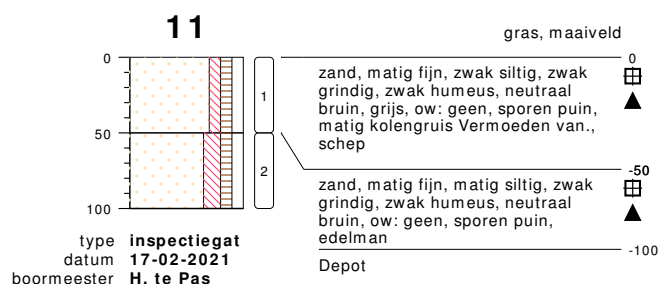 11
gras, maaiveld
0
0
zand, matig fijn, zwak siltig, zwak
grindig, zwak humeus, neutraal
bruin, grijs, ow: geen, sporen puin,
matig kolengruis Vermoeden van.,
schep
1
50
-50
2
zand, matig fijn, matig siltig, zwak
grindig, zwak humeus, neutraal
bruin, ow: geen, sporen puin,
edelman
100
-100
Depot
type inspectiegat
datum 17-02-2021
boormeester H. te Pas